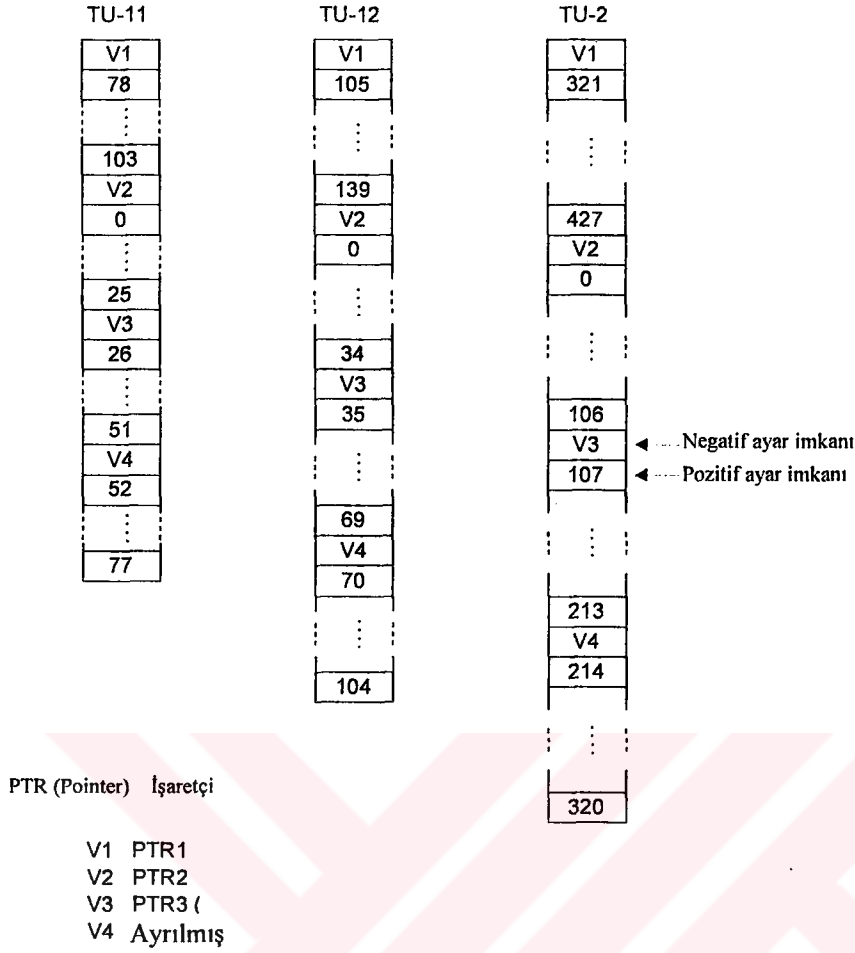 TU-11 TU-12 TU-2
V1 V1 V1
78 105 321
103
V2 139
0 V2 427
0 V2
0
25
V3
26 34
V3
35 106
51 V3 Negatif ayar imkanı
V4 107 Pozitif ayar imkanı
52
69
77 V4
70
213
V4
214
104
PTR (Pointer) İşaretçi
320
V1 PTR1
V2 PTR2
V3 PTR3 (
V4 Ayrılmış